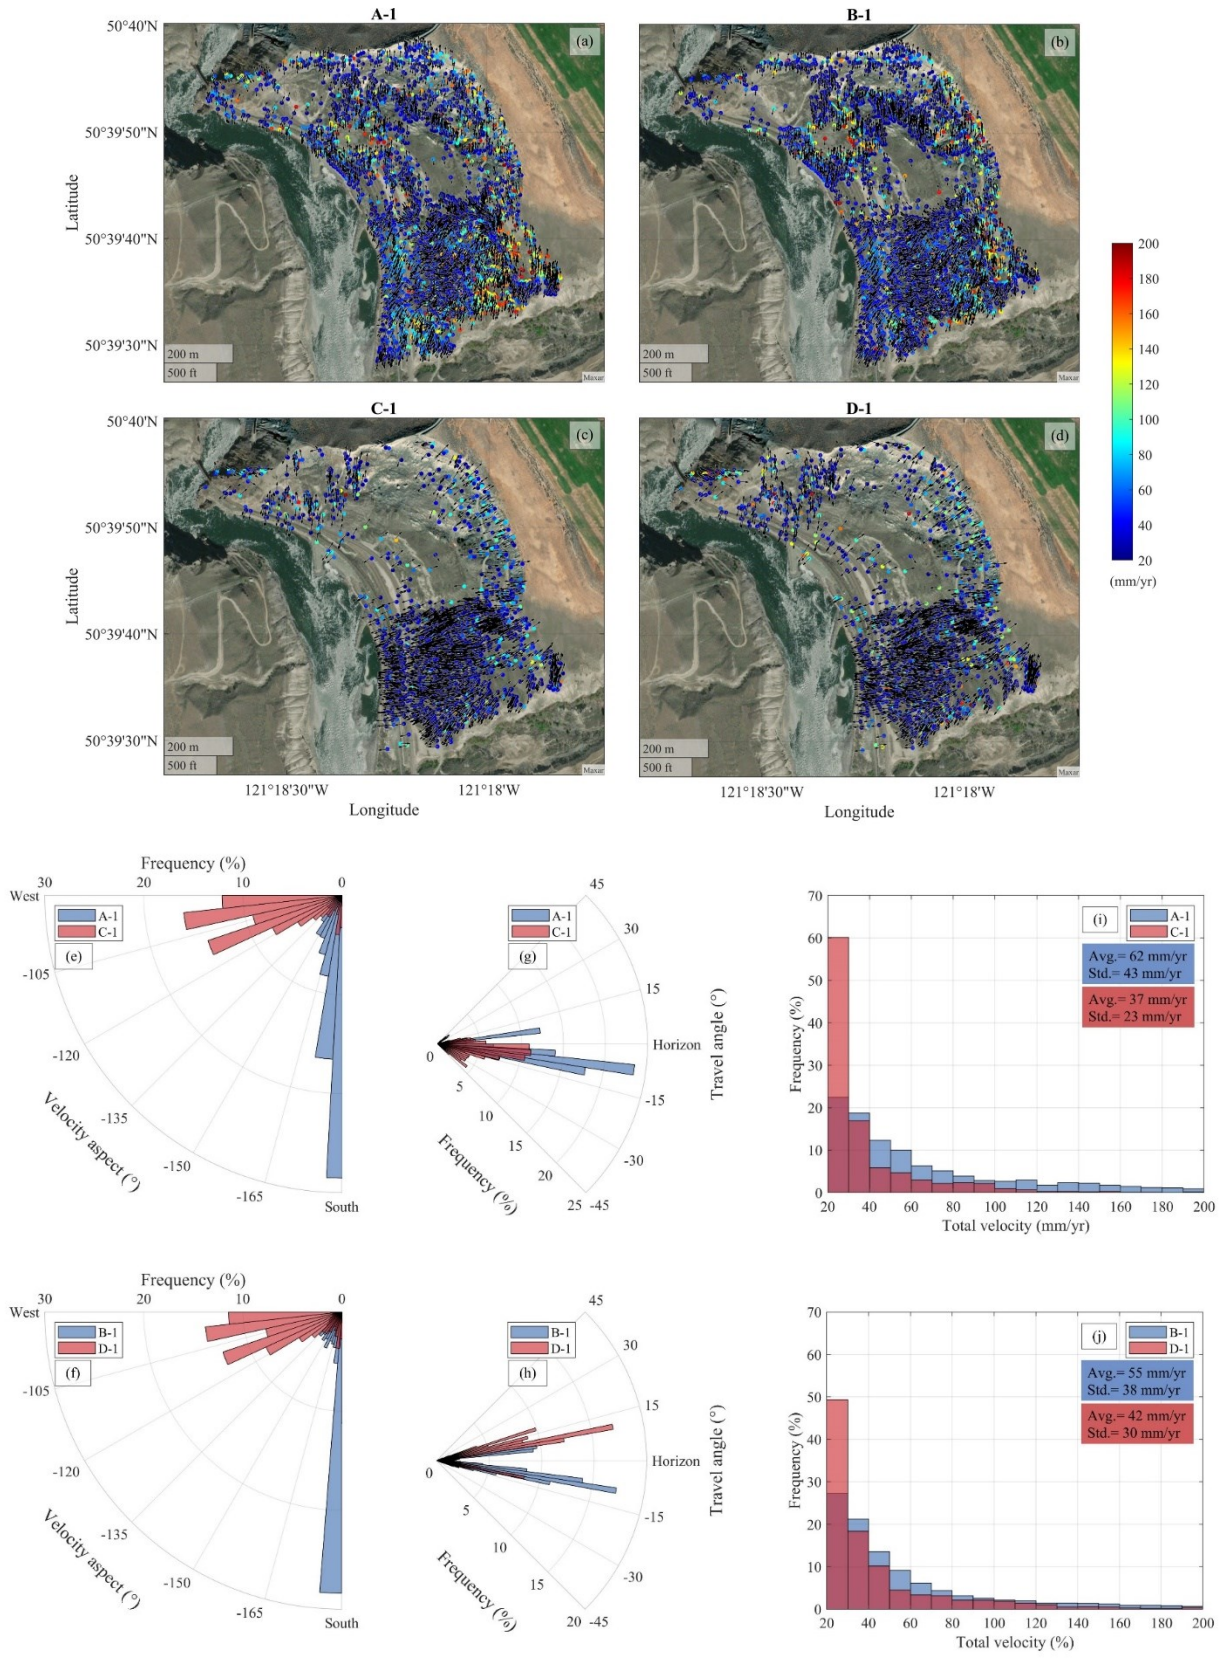 A-1
B-1
50°40'N
50°39'50"N
50°39'40"N
50°39'30"N
Latitude
(a)
200 m
500 ft
Maxar
(b)
200 m
500 ft
Maxar
200
180
160
140
120
100
80
60
40
20
(mm/yr)
C-1
D-1
50°40'N
50°39'50"N
50°39'40"N
50°39'30"N
Latitude
(c)
200 m
500 ft
Maxar
(d)
200 m
500 ft
Maxar
121°18'30"W
121°18'W
Longitude
121°18'30"W
121°18'W
Longitude
Frequency (%)
30
20
10
0
West
A-1
C-1
(e)
-105
-120
-135
-150
-165
South
Velocity aspect (°)
45
30
15
Horizon
-15
-30
-45
A-1
C-1
(g)
0
5
10
15
20
25
Frequency (%)
Travel angle (°)
70
60
50
40
30
20
10
0
Frequency (%)
(i)
A-1
C-1
Avg.= 62 mm/yr
Std.= 43 mm/yr
Avg.= 37 mm/yr
Std.= 23 mm/yr
20 40 60 80 100 120 140 160 180 200
Total velocity (mm/yr)
Frequency (%)
30
20
10
0
West
B-1
D-1
(f)
-105
-120
-135
-150
-165
South
Velocity aspect (°)
45
30
15
Horizon
-15
-30
-45
B-1
D-1
(h)
0
5
10
15
20
Frequency (%)
Travel angle (°)
70
60
50
40
30
20
10
0
Frequency (%)
(j)
B-1
D-1
Avg.= 55 mm/yr
Std.= 38 mm/yr
Avg.= 42 mm/yr
Std.= 30 mm/yr
20 40 60 80 100 120 140 160 180 200
Total velocity (%)